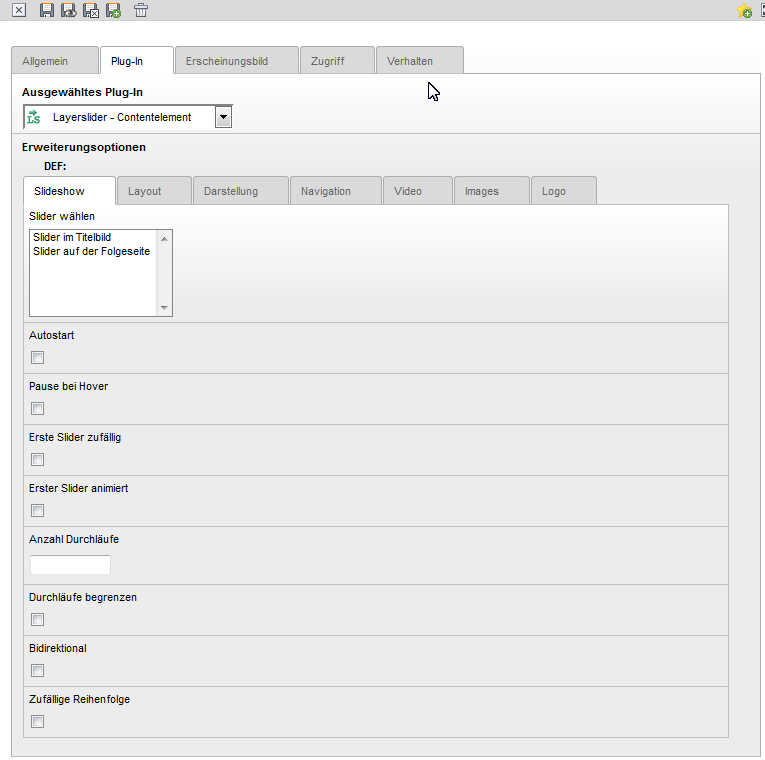 Allgemein Plug-In Erscheinungsbild Zugriff Verhalten
Ausgewähltes Plug-In
LS Layerslider - Contentelement
Erweiterungsoptionen
DEF:
Slideshow Layout Darstellung Navigation Video Images Logo
Slider wählen
Slider im Titelbild
Slider auf der Folgeseite
Autostart
Pause bei Hover
Erste Slider zufällig
Erster Slider animiert
Anzahl Durchläufe
Durchläufe begrenzen
Bidirektional
Zufällige Reihenfolge